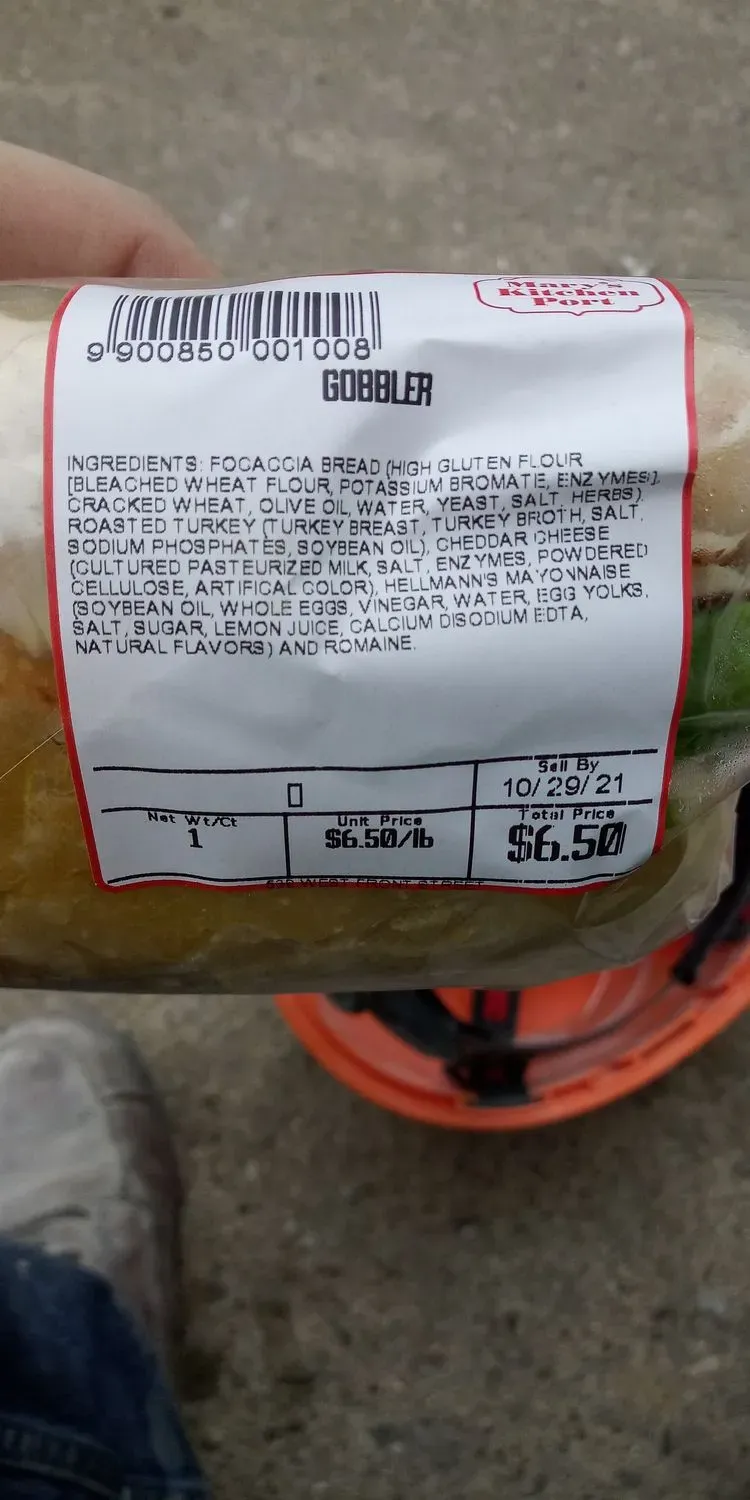 Mary's
Kitchen
Port
9 900850 001008
GOBBLER
INGREDIENTS: FOCACCIA BREAD (HIGH GLUTEN FLOUR
[BLEACHED WHEAT FLOUR, POTASSIUM BROMATE, ENZYMES],
CRACKED WHEAT, OLIVE OIL, WATER, YEAST, SALT, HERBS),
ROASTED TURKEY (TURKEY BREAST, TURKEY BROTH, SALT,
SODIUM PHOSPHATES, SOYBEAN OIL), CHEDDAR CHEESE
(CULTURED PASTEURIZED MILK, SALT, ENZYMES, POWDERED
CELLULOSE, ARTIFICAL COLOR), HELLMANN'S MAYONNAISE
(SOYBEAN OIL, WHOLE EGGS, VINEGAR, WATER, EGG YOLKS,
SALT, SUGAR, LEMON JUICE, CALCIUM DISODIUM EDTA,
NATURAL FLAVORS) AND ROMAINE.
Sell By
10/29/21
Net Wt/Ct
1
Unit Price
$6.50/lb
Total Price
$6.50
WEST FRONT STREET